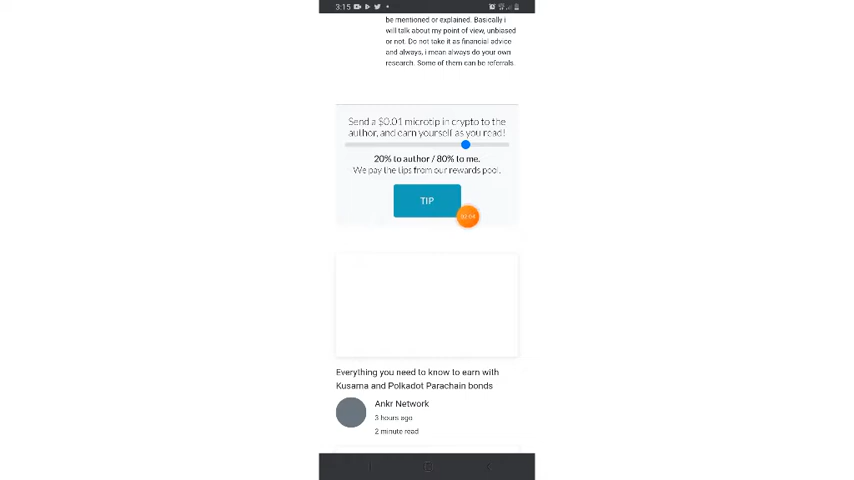 3:15
be mentioned or explained. Basically i
will talk about my point of view, unbiased
or not. Do not take it as financial advice
and always, i mean always do your own
research. Some of them can be referrals.
Send a $0.01 microtip in crypto to the
author, and earn yourself as you read!
20% to author / 80% to me.
We pay the tips from our rewards pool.
TIP
Everything you need to know to earn with
Kusama and Polkadot Parachain bonds
Ankr Network
3 hours ago
2 minute read